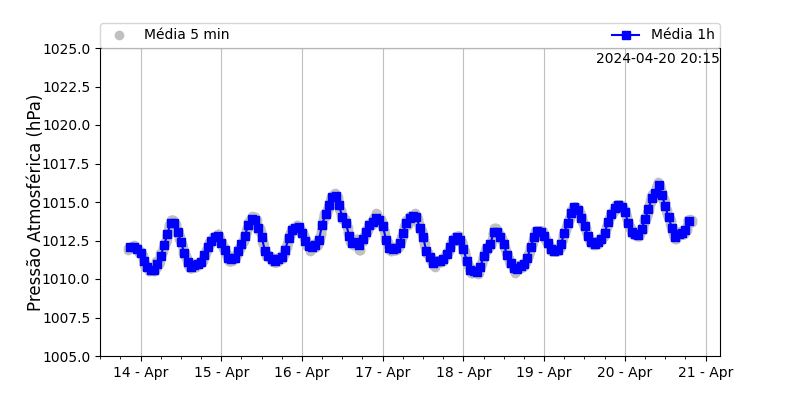 Média 5 min
Média 1h
2024-04-20 20:15
Pressão Atmosférica (hPa)
1025.0
1022.5
1020.0
1017.5
1015.0
1012.5
1010.0
1007.5
1005.0
14 - Apr
15 - Apr
16 - Apr
17 - Apr
18 - Apr
19 - Apr
20 - Apr
21 - Apr